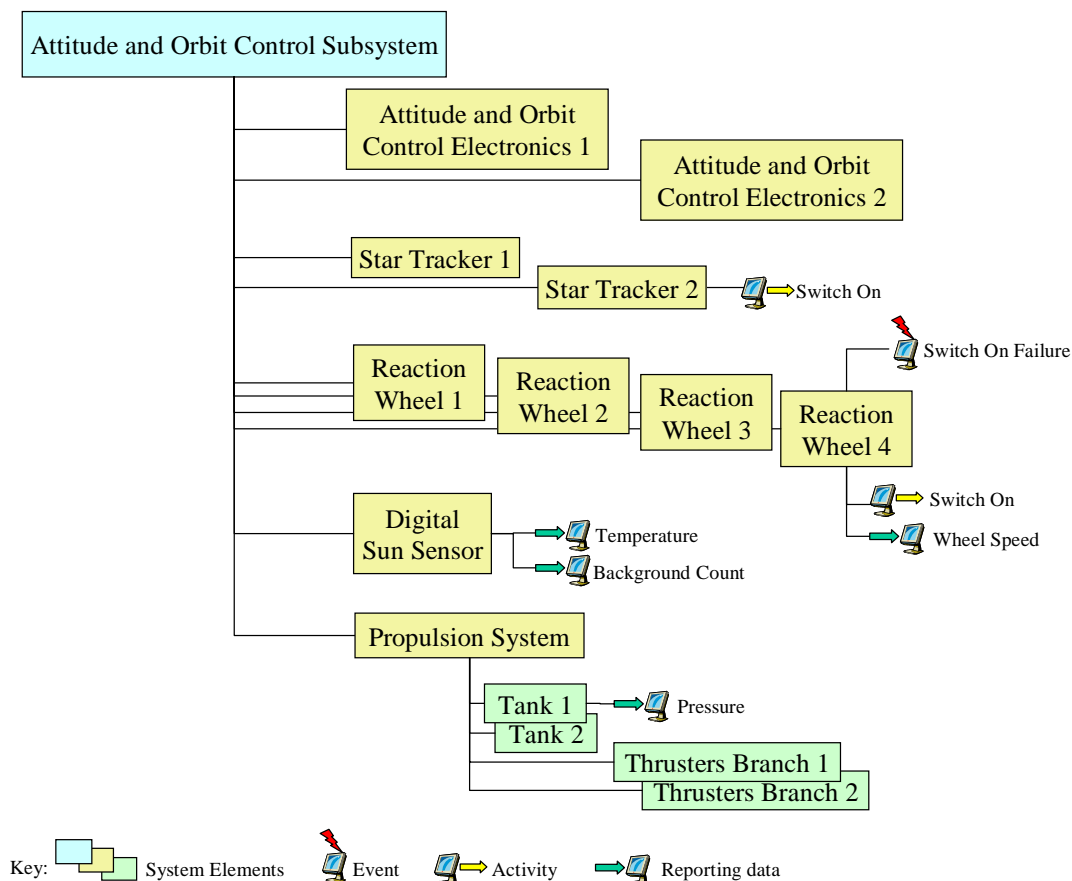 Attitude and Orbit Control Subsystem
Attitude and Orbit
Control Electronics 1
Attitude and Orbit
Control Electronics 2
Star Tracker 1
Star Tracker 2
Switch On
Switch On Failure
Reaction
Wheel 1
Reaction
Wheel 2
Reaction
Wheel 3
Reaction
Wheel 4
Switch On
Wheel Speed
Digital
Sun Sensor
Temperature
Background Count
Propulsion System
Tank 1
Pressure
Tank 2
Thrusters Branch 1
Thrusters Branch 2
Key:
System Elements
Event
Activity
Reporting data